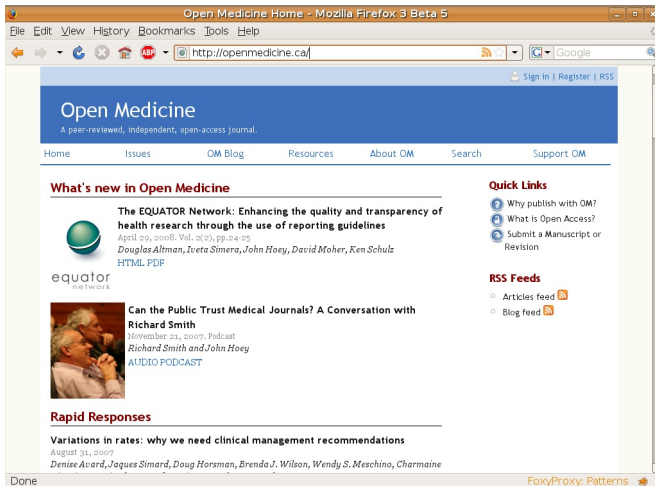 Open Medicine Home - Mozilla Firefox 3 Beta 5
File Edit View History Bookmarks Tools Help
ABP http://openmedicine.ca/ G Google
Sign in | Register | RSS
Open Medicine
A peer-reviewed, independent, open-access journal.
Home Issues OM Blog Resources About OM Search Support OM
What's new in Open Medicine
The EQUATOR Network: Enhancing the quality and transparency of
health research through the use of reporting guidelines
April 29, 2008. Vol. 2(2), pp.24-25
Douglas Altman, Iveta Simera, John Hoey, David Moher, Ken Schulz
HTML PDF
equator
network
Can the Public Trust Medical Journals? A Conversation with
Richard Smith
November 21, 2007. Podcast
Richard Smith and John Hoey
AUDIO PODCAST
Rapid Responses
Variations in rates: why we need clinical management recommendations
August 31, 2007
Denise Avard, Jaques Simard, Doug Horsman, Brenda J. Wilson, Wendy S. Meschino, Charmaine
Quick Links
Why publish with OM?
What is Open Access?
Submit a Manuscript or
Revision
RSS Feeds
Articles feed
Blog feed
Done FoxyProxy: Patterns